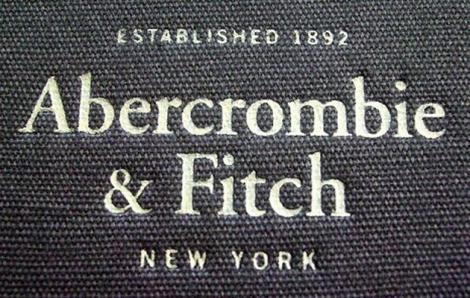 ESTABLISHED 1892
Abercrombie
& Fitch
NEW YORK